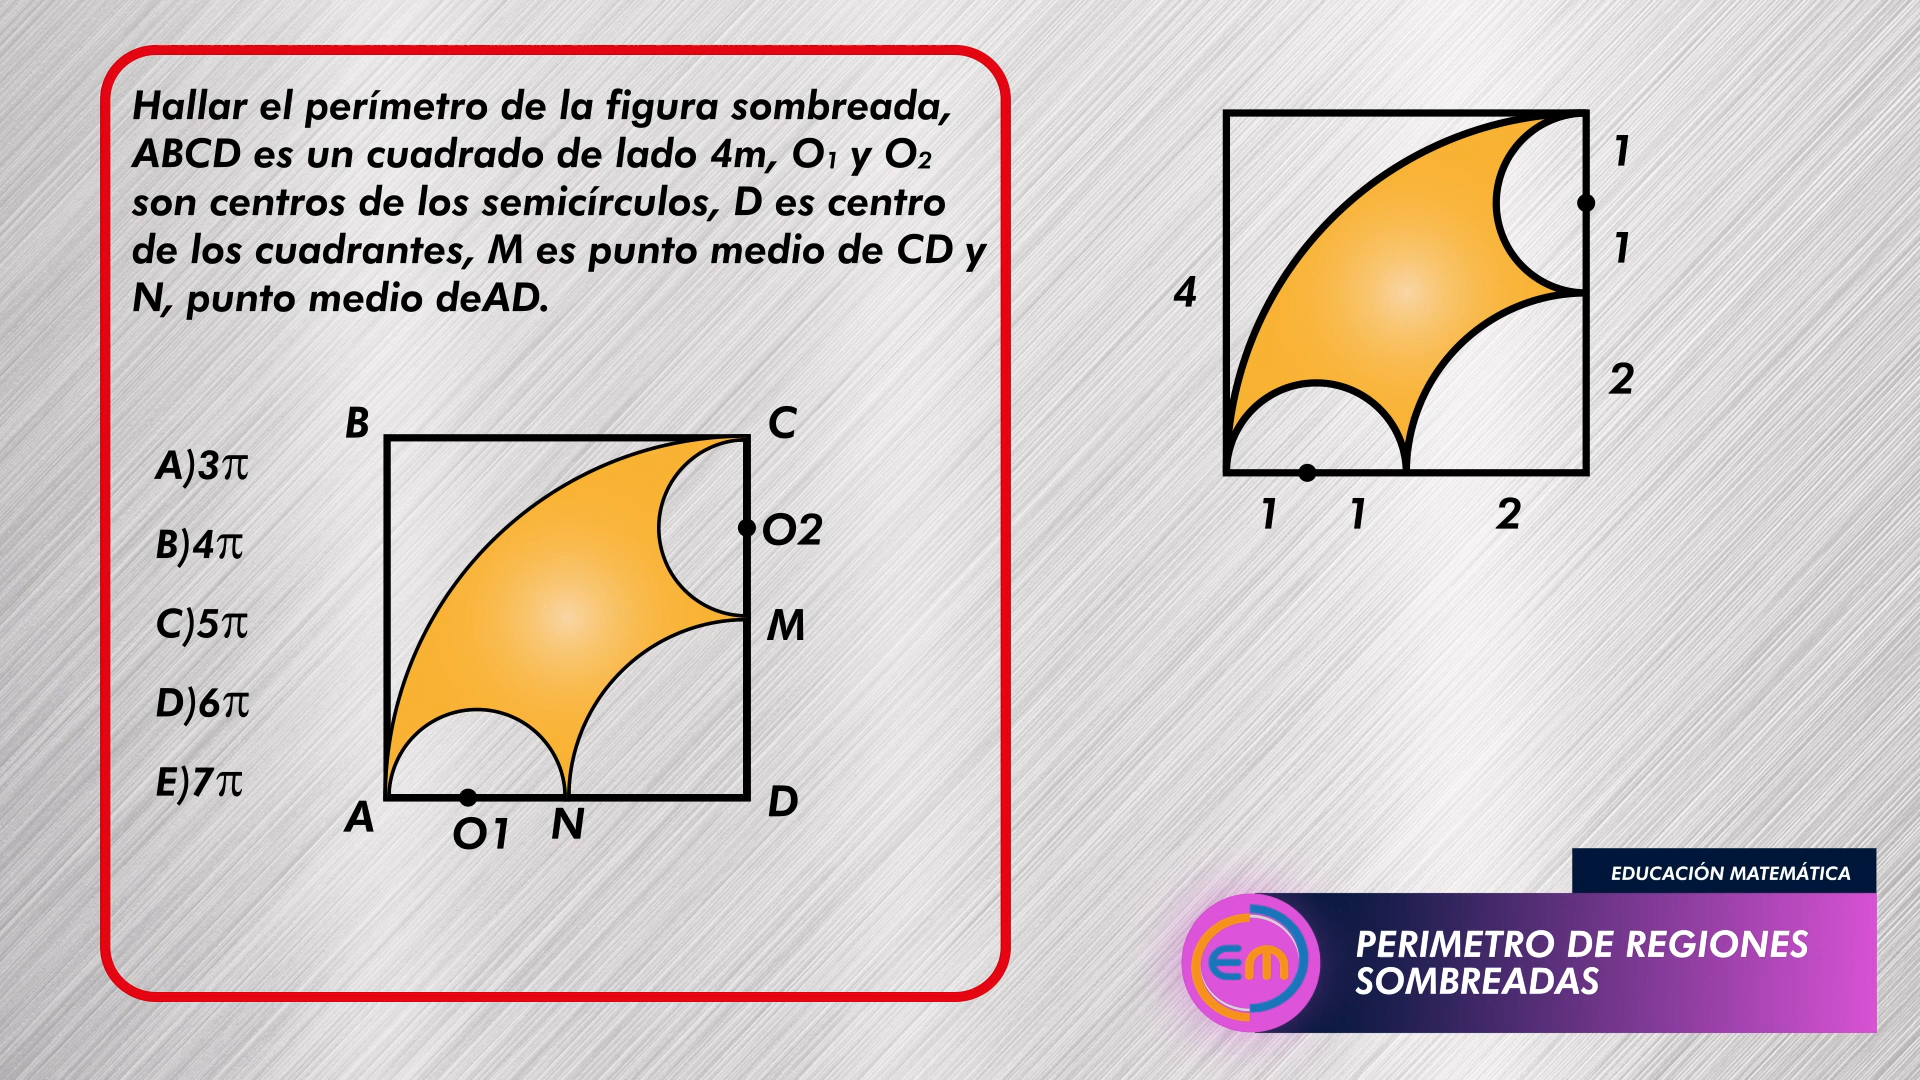 Hallar el perímetro de la figura sombreada,
ABCD es un cuadrado de lado 4m, O₁ y O₂
son centros de los semicírculos, D es centro
de los cuadrantes, M es punto medio de CD y
N, punto medio deAD.
A)3π
B)4π
C)5π
D)6π
E)7π
B
C
O2
M
D
A
O1
N
4
1
1
2
1
1
2
EDUCACIÓN MATEMÁTICA
em
PERIMETRO DE REGIONES
SOMBREADAS